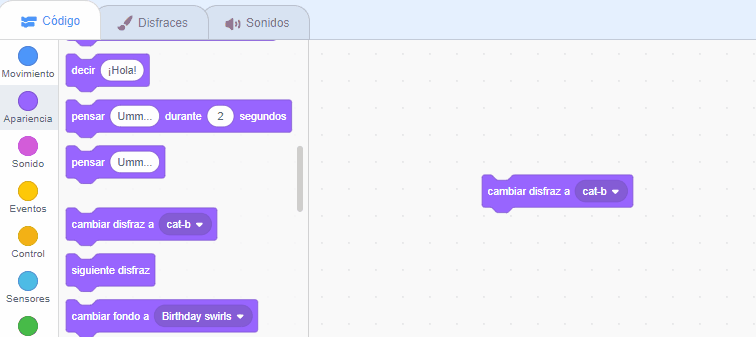 Código
Disfraces
Sonidos
Movimiento
Apariencia
Sonido
Eventos
Control
Sensores
decir ¡Hola!
pensar Umm... durante 2 segundos
pensar Umm...
cambiar disfraz a cat-b
siguiente disfraz
cambiar fondo a Birthday swirls
cambiar disfraz a cat-b